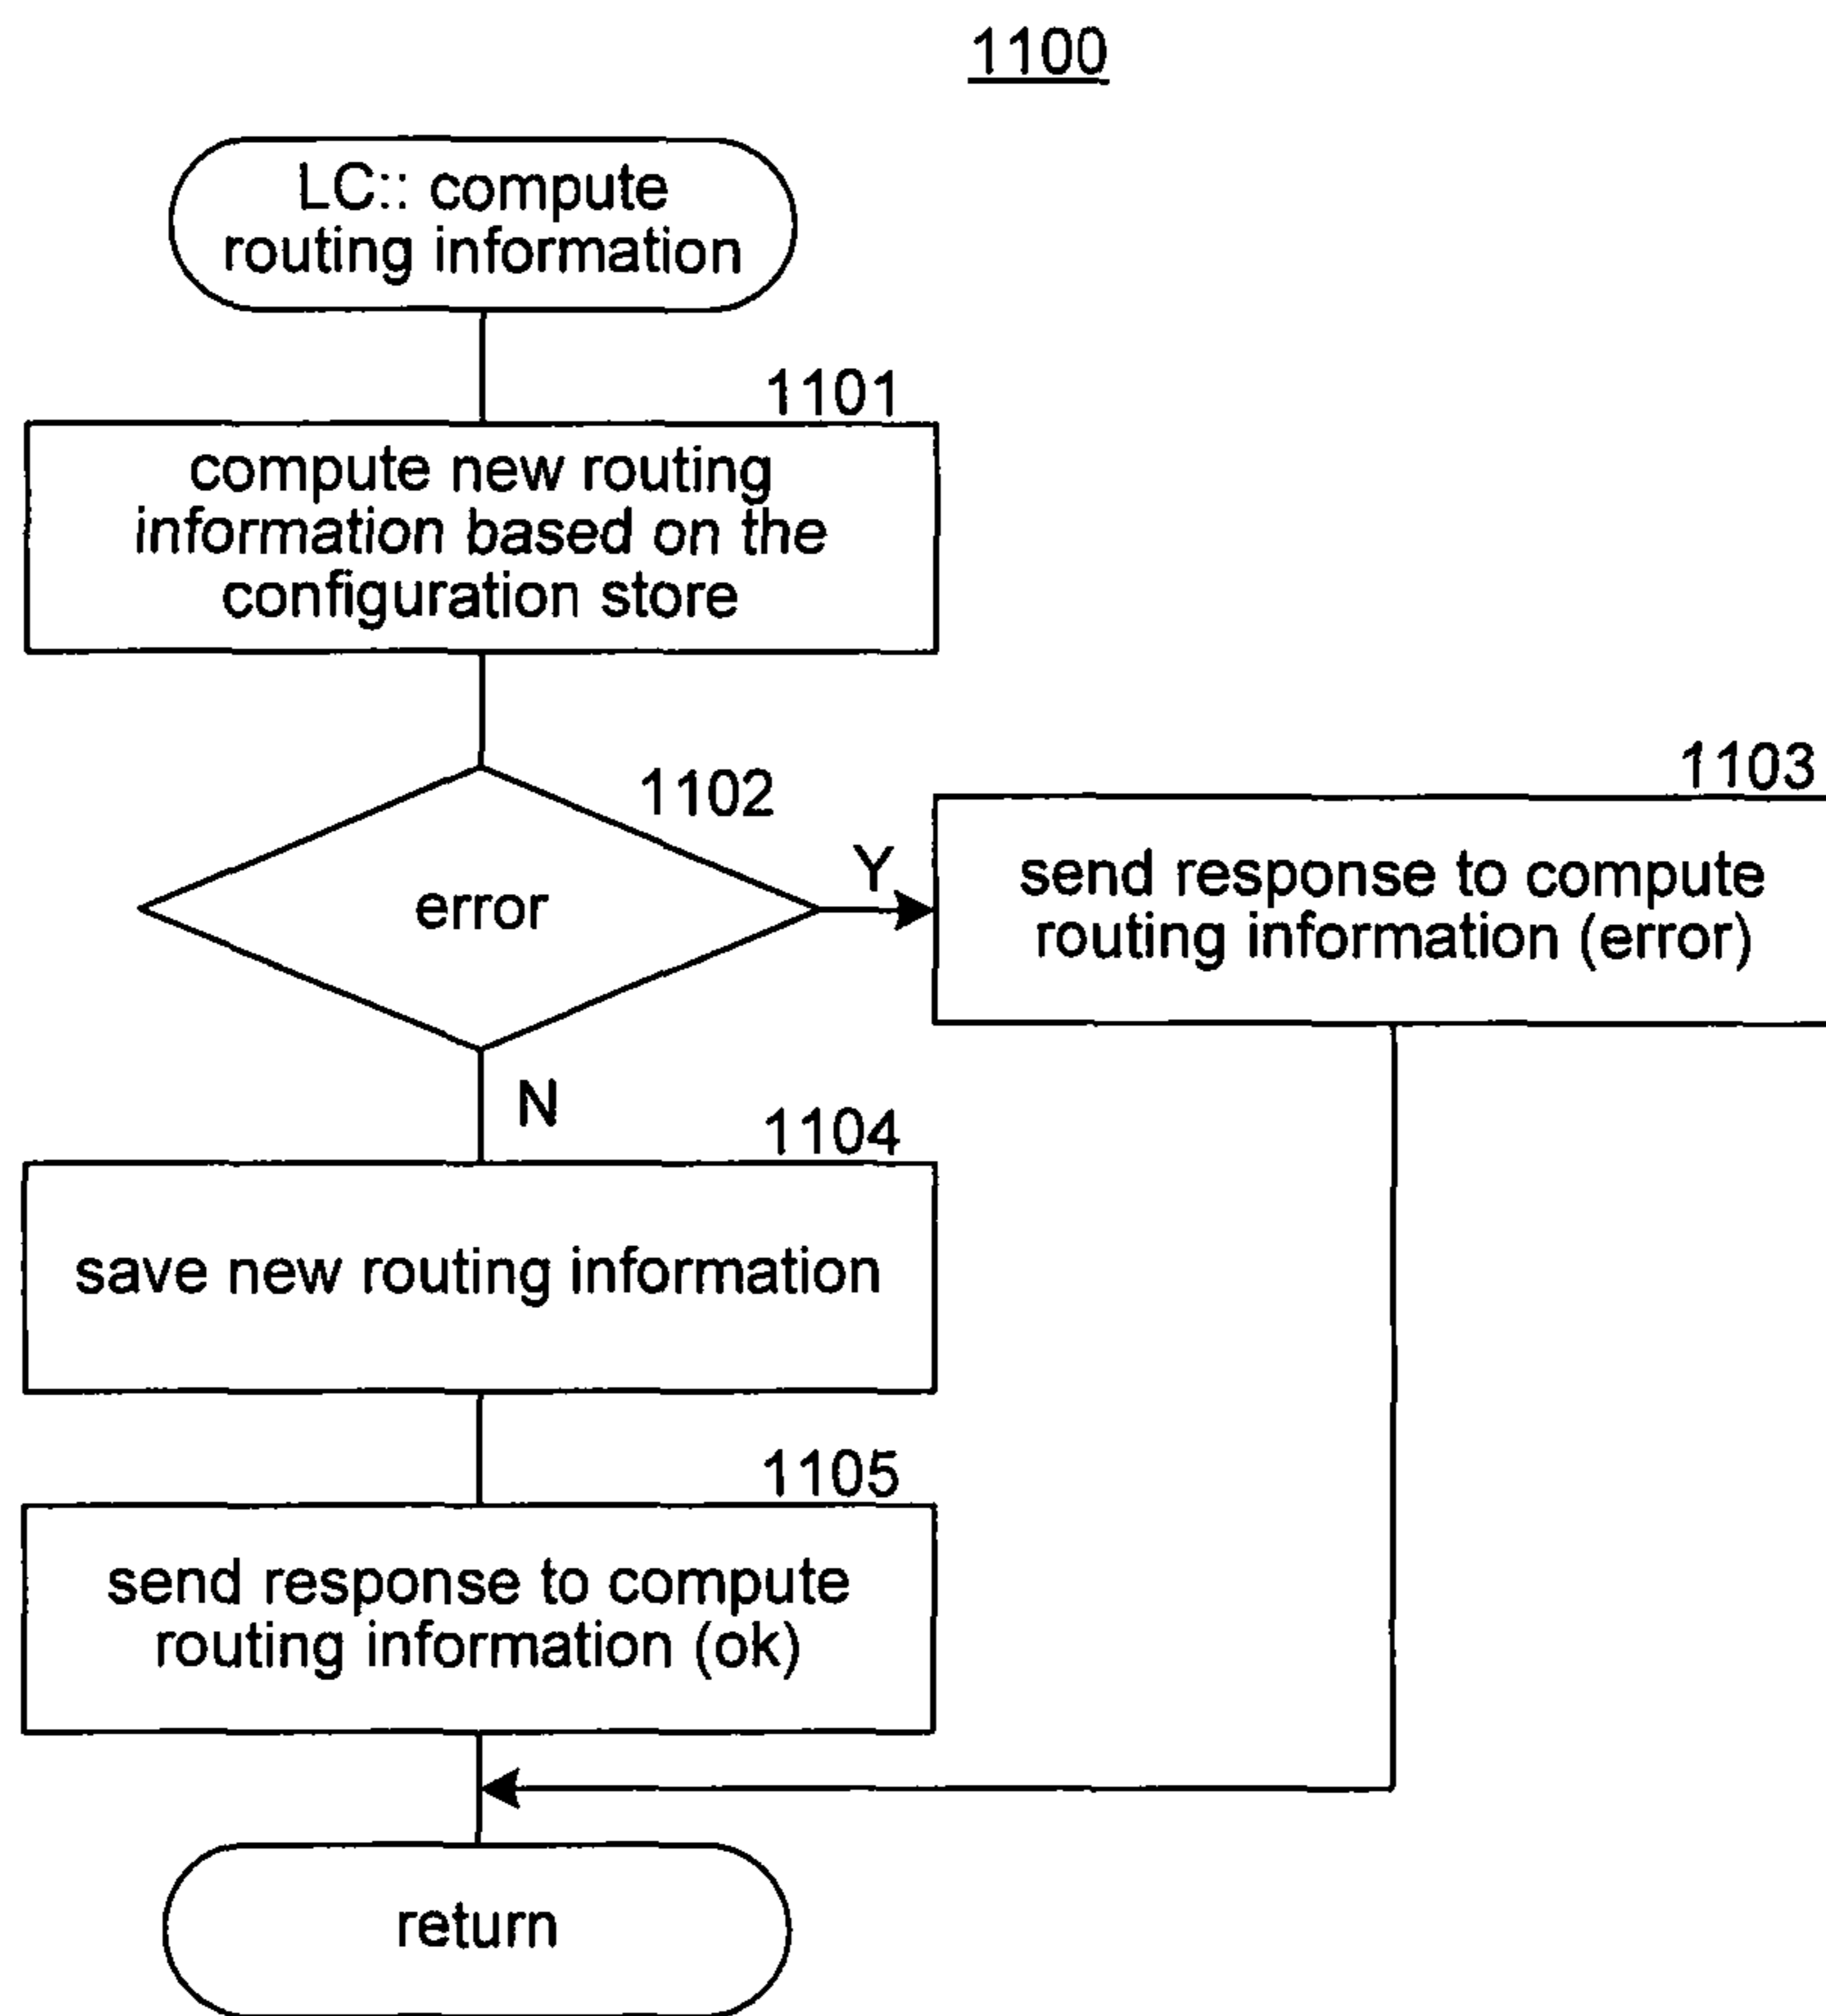 1100
LC:: compute
routing information
1101
compute new routing
information based on the
configuration store
1102
error
Y
1103
send response to compute
routing information (error)
N
1104
save new routing information
1105
send response to compute
routing information (ok)
return